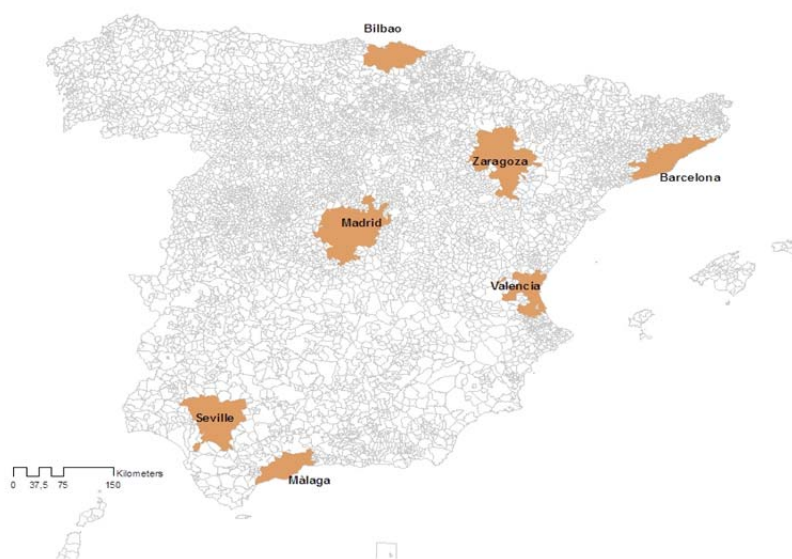 Bilbao
Zaragoza
Barcelona
Madrid
Valencia
Seville
Kilometers
0 37,5 75 150
Màlaga